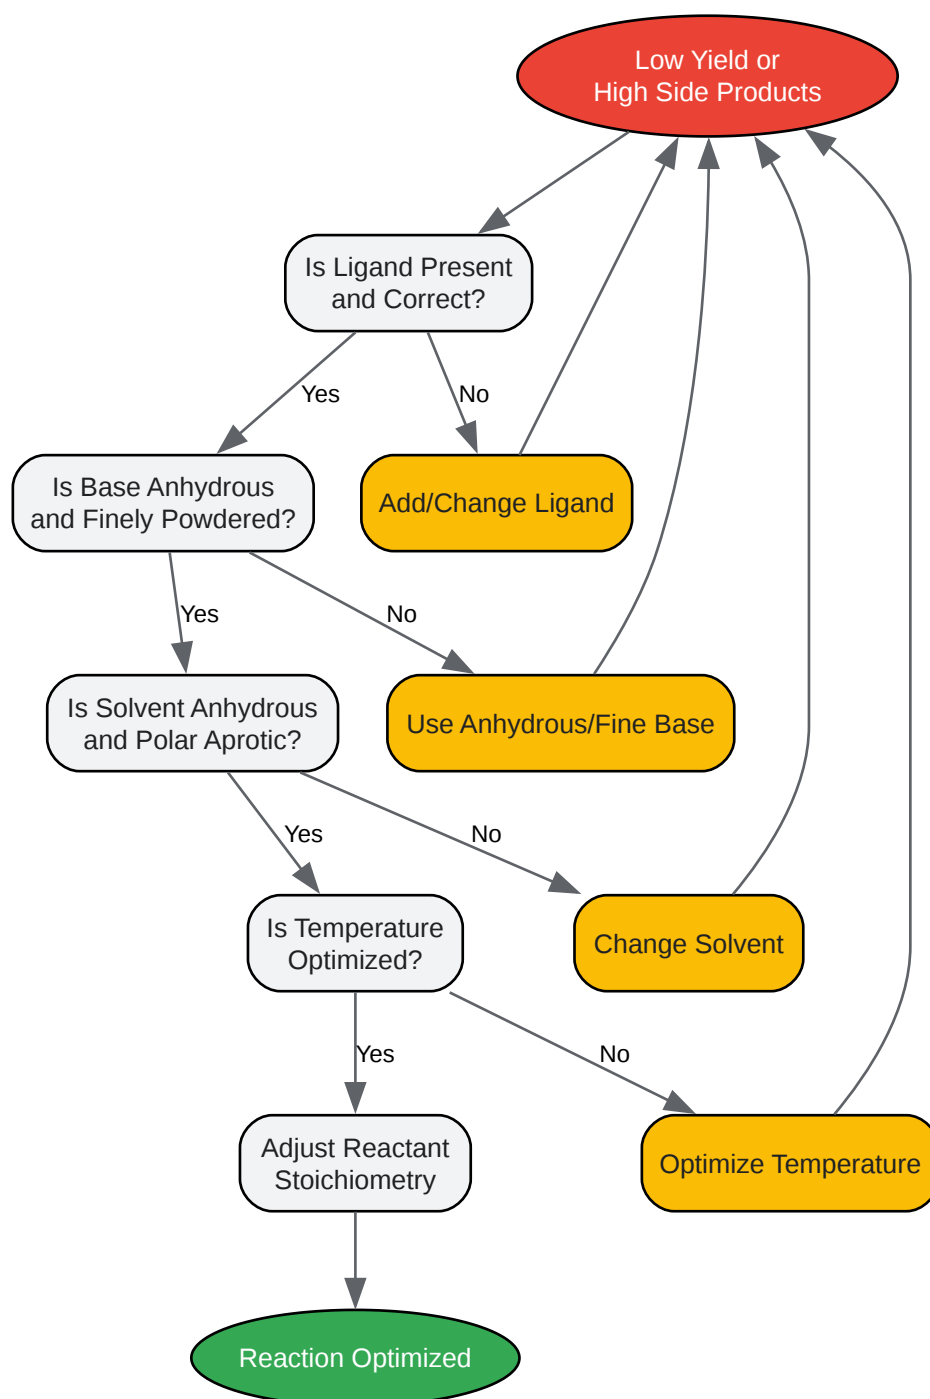 Low Yield or
High Side Products
Is Ligand Present
and Correct?
Yes
No
Is Base Anhydrous
and Finely Powdered?
Add/Change Ligand
Yes
No
Is Solvent Anhydrous
and Polar Aprotic?
Use Anhydrous/Fine Base
Yes
No
Is Temperature
Optimized?
Change Solvent
Yes
No
Adjust Reactant
Stoichiometry
Optimize Temperature
Reaction Optimized